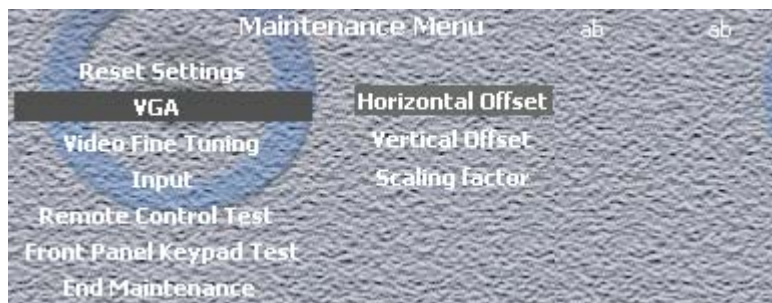 Maintenance Menu ab ab
Reset Settings
VGA
Video Fine Tuning
Input
Remote Control Test
Front Panel Keypad Test
End Maintenance
Horizontal Offset
Vertical Offset
Scaling factor